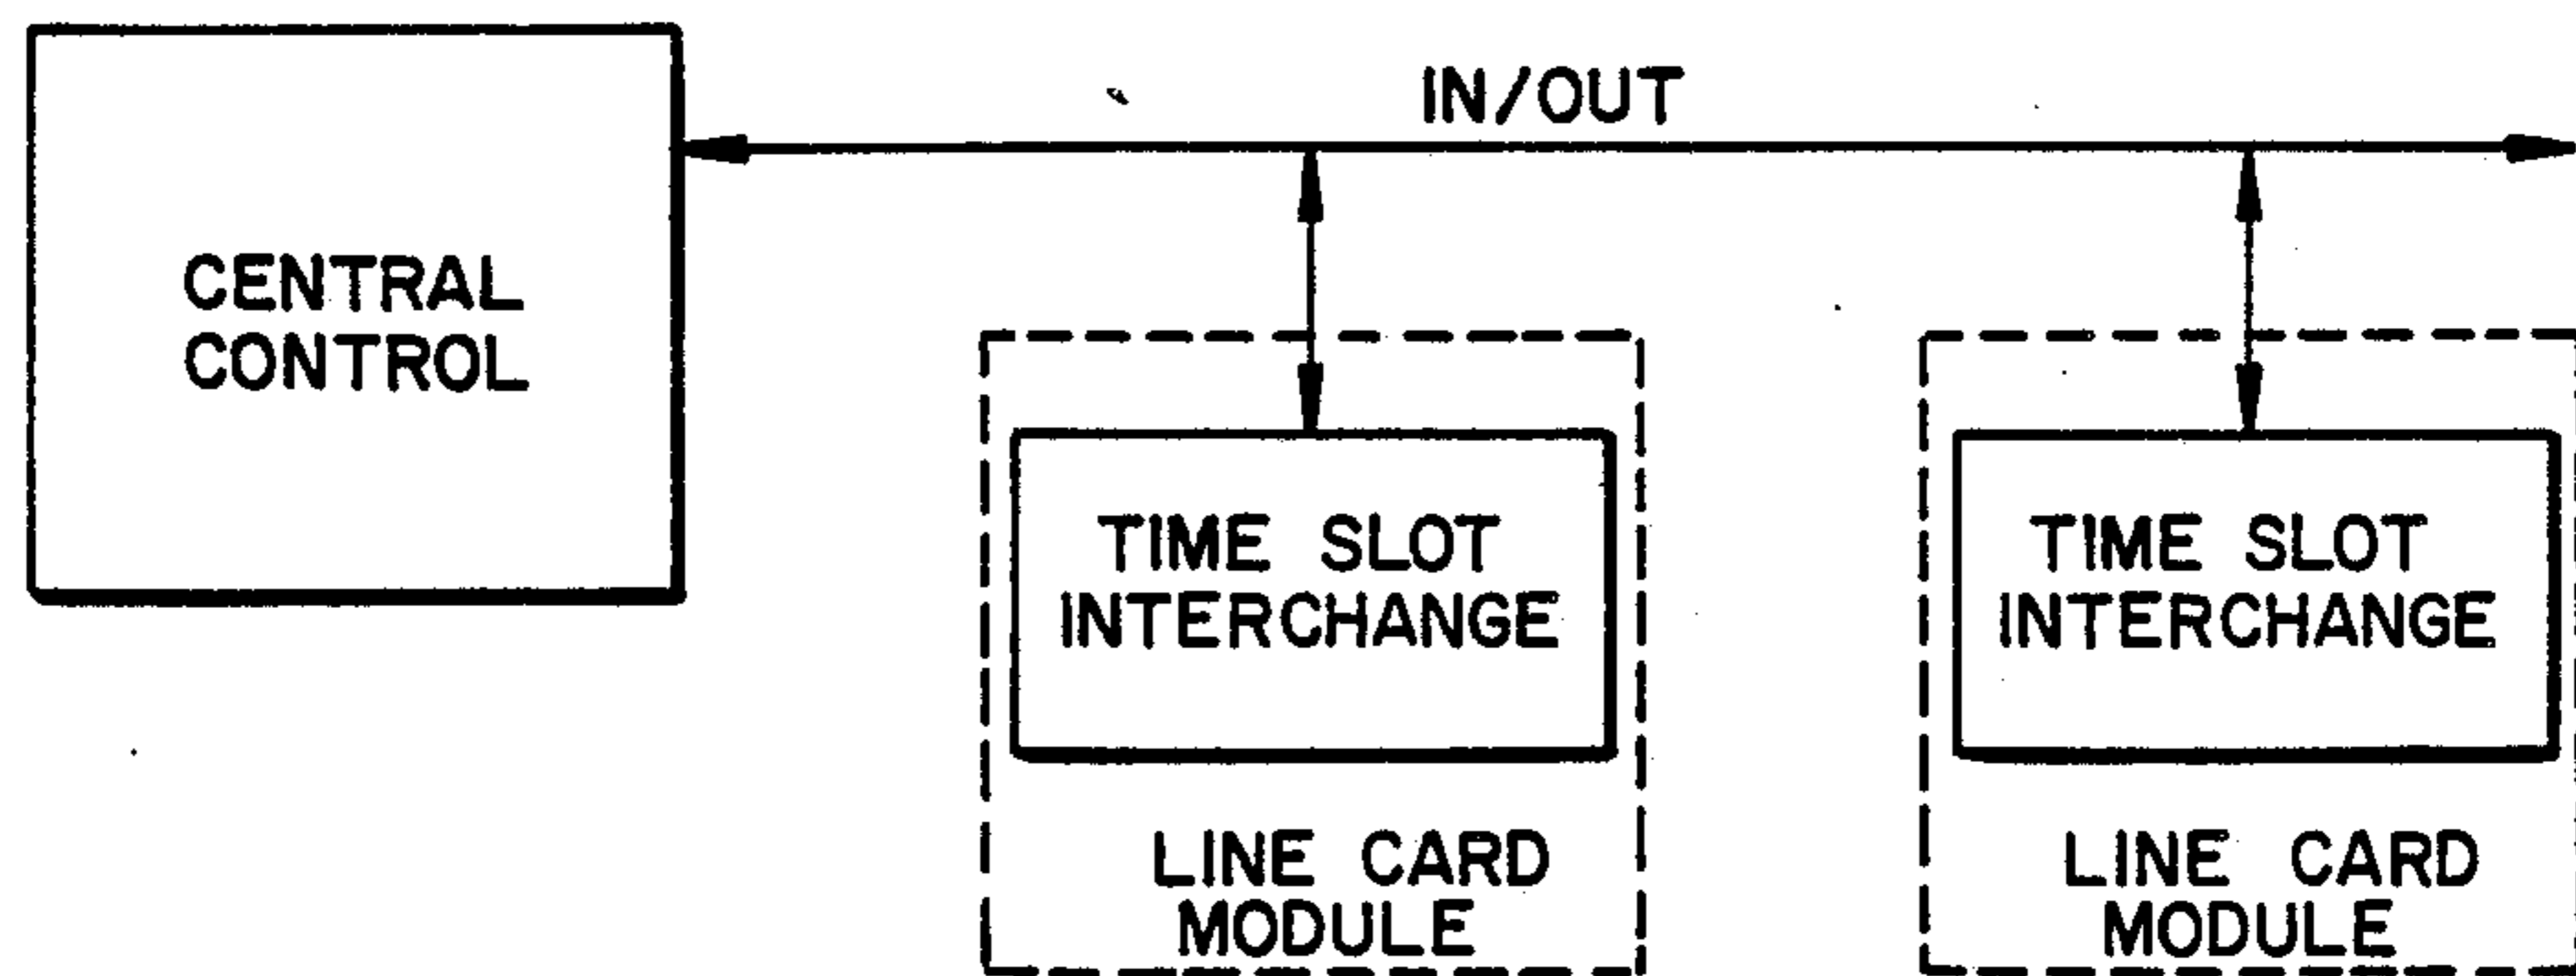 IN/OUT
CENTRAL
CONTROL
TIME SLOT
INTERCHANGE
LINE CARD
MODULE
TIME SLOT
INTERCHANGE
LINE CARD
MODULE